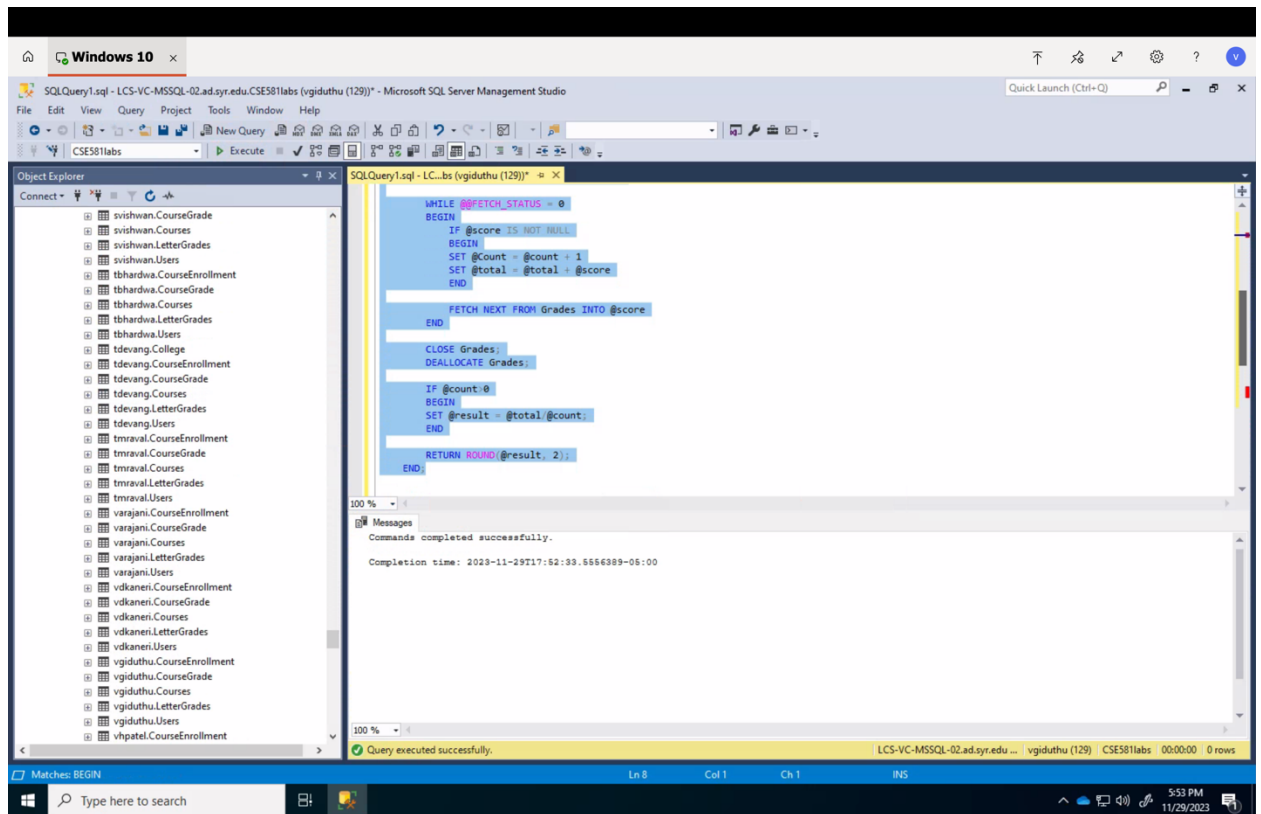 Windows 10 ×
?
V
SQLQuery1.sql - LCS-VC-MSSQL-02.ad.syr.edu.CSE581labs (vgiduthu (129))* - Microsoft SQL Server Management Studio
Quick Launch (Ctrl+Q)
File Edit View Query Project Tools Window Help
New Query
CSE581labs
Execute
Object Explorer
SQLQuery1.sql - LC...bs (vgiduthu (129))*
Connect
svishwan.CourseGrade
svishwan.Courses
svishwan.LetterGrades
svishwan.Users
tbhardwa.CourseEnrollment
tbhardwa.CourseGrade
tbhardwa.Courses
tbhardwa.LetterGrades
tbhardwa.Users
tdevang.College
tdevang.CourseEnrollment
tdevang.CourseGrade
tdevang.Courses
tdevang.LetterGrades
tdevang.Users
tmraval.CourseEnrollment
tmraval.CourseGrade
tmraval.Courses
tmraval.LetterGrades
tmraval.Users
varajani.CourseEnrollment
varajani.CourseGrade
varajani.Courses
varajani.LetterGrades
varajani.Users
vdkaneri.CourseEnrollment
vdkaneri.CourseGrade
vdkaneri.Courses
vdkaneri.LetterGrades
vdkaneri.Users
vgiduthu.CourseEnrollment
vgiduthu.CourseGrade
vgiduthu.Courses
vgiduthu.LetterGrades
vgiduthu.Users
vhpatel.CourseEnrollment
WHILE @@FETCH_STATUS = 0
BEGIN
IF @score IS NOT NULL
BEGIN
SET @Count = @count + 1
SET @total = @total + @score
END
FETCH NEXT FROM Grades INTO @score
END
CLOSE Grades;
DEALLOCATE Grades;
IF @count>0
BEGIN
SET @result = @total/@count;
END
RETURN ROUND(@result, 2);
END;
100 %
Messages
Commands completed successfully.
Completion time: 2023-11-29T17:52:33.5556389-05:00
100 %
Query executed successfully.
LCS-VC-MSSQL-02.ad.syr.edu ... vgiduthu (129) CSE581labs 00:00:00 0 rows
Matches: BEGIN
Ln 8 Col 1 Ch 1 INS
Type here to search
5:53 PM
11/29/2023